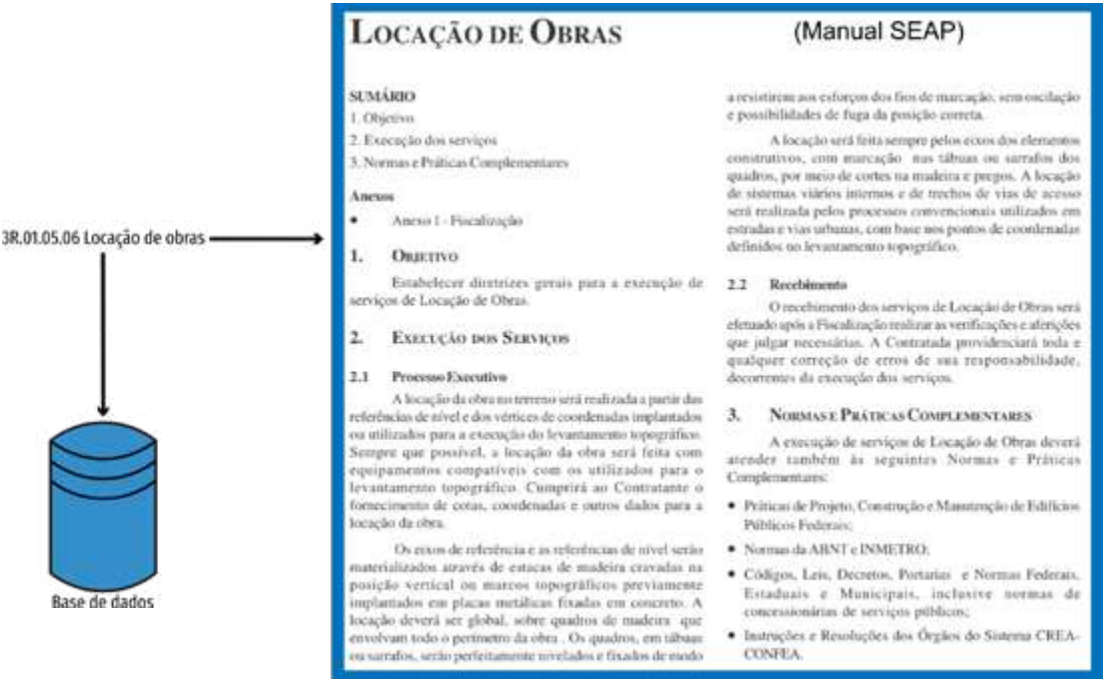 3R.01.05.06 Locação de obras
Base de dados
LOCAÇÃO DE OBRAS
(Manual SEAP)
SUMÁRIO
1. Objetivo
2. Execução dos serviços
3. Normas e Práticas Complementares
Anexos
• Anexo 1 - Fiscalização
1. OBJETIVO
Estabelecer diretrizes gerais para a execução de
serviços de Locação de Obras.
2. EXECUÇÃO DOS SERVIÇOS
2.1 Processo Executivo
A locação da obra no terreno será realizada a partir das
referências de nível e dos vértices de coordenadas implantados
ou utilizados para a execução do levantamento topográfico.
Sempre que possível, a locação da obra será feita com
equipamentos compatíveis com os utilizados para o
levantamento topográfico. Cumprirá ao Contratante o
fornecimento de cotas, coordenadas e outros dados para a
locação da obra.
Os eixos de referência e as referências de nível serão
materializados através de estacas de madeira cravadas na
posição vertical ou marcos topográficos previamente
implantados em placas metálicas fixadas em concreto. A
locação deverá ser global, sobre quadros de madeira que
envolvam todo o perímetro da obra . Os quadros, em tábuas
ou sarrafos, serão perfeitamente nivelados e fixados de modo
a resistirem aos esforços dos fios de marcação, sem oscilação
e possibilidades de fuga da posição correta.
A locação será feita sempre pelos eixos dos elementos
construtivos, com marcação nas tábuas ou sarrafos dos
quadros, por meio de cortes na madeira e pregos. A locação
de sistemas viários internos e de trechos de vias de acesso
será realizada pelos processos convencionais utilizados em
estradas e vias urbanas, com base nos pontos de coordenadas
definidos no levantamento topográfico.
2.2 Recebimento
O recebimento dos serviços de Locação de Obras será
efetuado após a Fiscalização realizar as verificações e aferições
que julgar necessárias. A Contratada providenciará toda e
qualquer correção de erros de sua responsabilidade,
decorrentes da execução dos serviços.
3. NORMAS E PRÁTICAS COMPLEMENTARES
A execução de serviços de Locação de Obras deverá
atender também às seguintes Normas e Práticas
Complementares:
• Práticas de Projeto, Construção e Manutenção de Edifícios
Públicos Federais;
• Normas da ABNT e INMETRO;
• Códigos, Leis, Decretos, Portarias e Normas Federais,
Estaduais e Municipais, inclusive normas de
concessionárias de serviços públicos;
• Instruções e Resoluções dos Órgãos do Sistema CREA-
CONFEA.